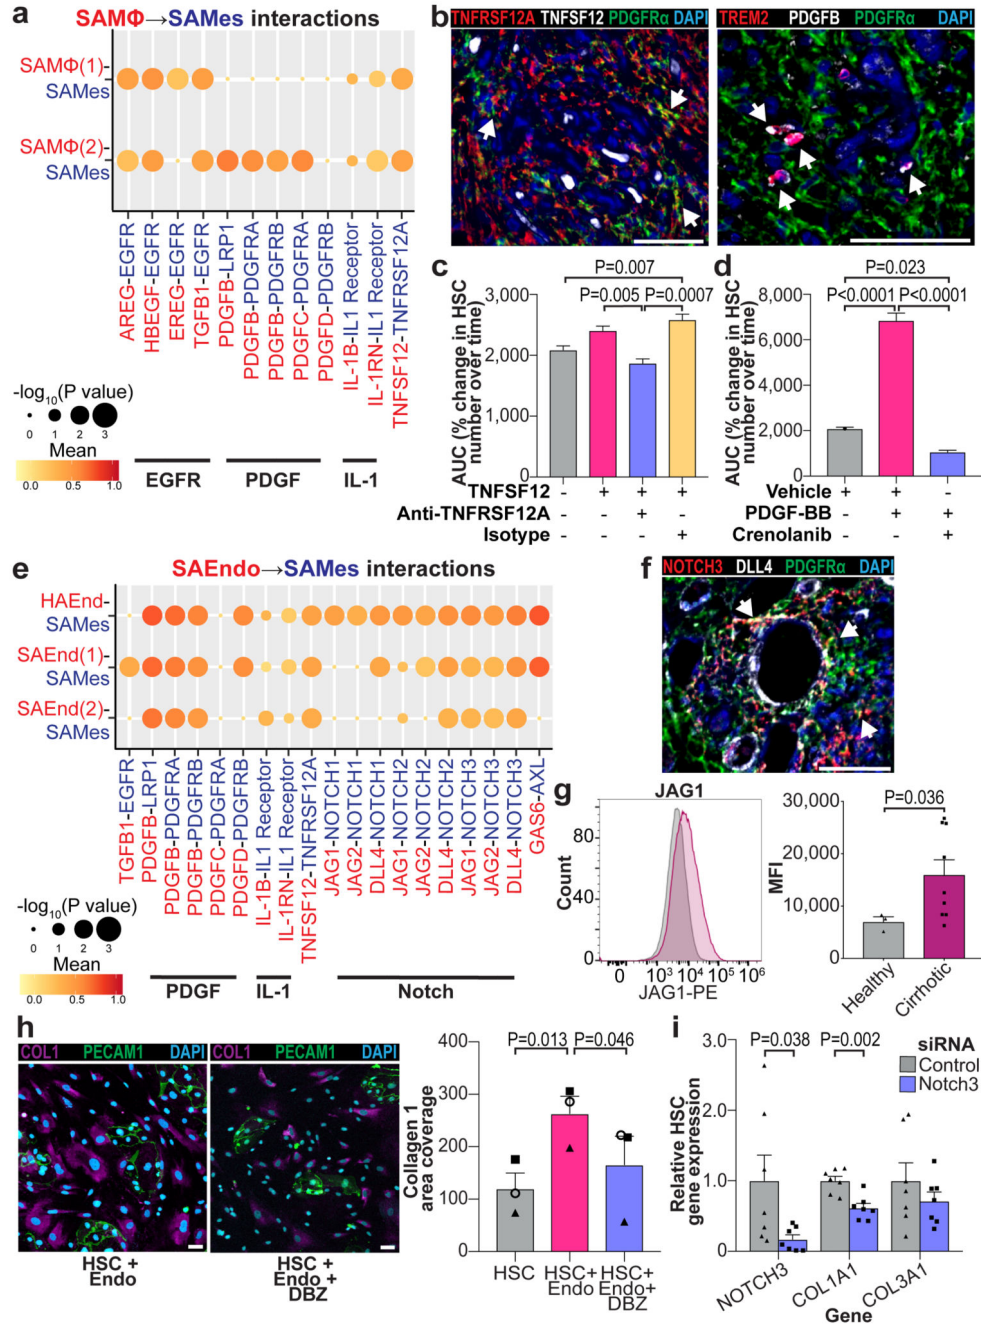 a
SAMΦ→SAMes interactions
SAMΦ(1)-
SAMes
SAMΦ(2)-
SAMes
AREG-EGFR
HBEGF-EGFR
EREG-EGFR
TGFB1-EGFR
PDGFB-LRP1
PDGFB-PDGFRA
PDGFB-PDGFRB
PDGFC-PDGFRA
PDGFD-PDGFRB
IL-1B-IL1 Receptor
IL-1RN-IL1 Receptor
TNFSF12-TNFRSF12A
-log10(P value)
0 1 2 3
Mean
0.0 0.5 1.0
EGFR PDGF IL-1
b
TNFRSF12A TNFSF12 PDGFRα DAPI
TREM2 PDGFB PDGFRα DAPI
c
P=0.007
P=0.005 P=0.0007
AUC (% change in HSC
number over time)
3,000
2,000
1,000
0
TNFSF12 - + + +
Anti-TNFRSF12A - - + -
Isotype - - - +
d
P=0.023
P<0.0001 P<0.0001
AUC (% change in HSC
number over time)
8,000
6,000
4,000
2,000
0
Vehicle + + -
PDGF-BB - + +
Crenolanib - - +
e
SAEndo→SAMes interactions
HAEnd-
SAMes
SAEnd(1)-
SAMes
SAEnd(2)-
SAMes
TGFB1-EGFR
PDGFB-LRP1
PDGFB-PDGFRA
PDGFB-PDGFRB
PDGFC-PDGFRA
PDGFD-PDGFRB
IL-1B-IL1 Receptor
IL-1RN-IL1 Receptor
TNFSF12-TNFRSF12A
JAG1-NOTCH1
JAG2-NOTCH1
DLL4-NOTCH1
JAG1-NOTCH2
JAG2-NOTCH2
DLL4-NOTCH2
JAG1-NOTCH3
JAG2-NOTCH3
DLL4-NOTCH3
GAS6-AXL
-log10(P value)
0 1 2 3
Mean
0.0 0.5 1.0
PDGF IL-1 Notch
f
NOTCH3 DLL4 PDGFRα DAPI
g
JAG1
Count
80
40
0
0 10³ 10⁴ 10⁵ 10⁶
JAG1-PE
P=0.036
MFI
30,000
20,000
10,000
0
Healthy
Cirrhotic
h
COL1 PECAM1 DAPI
COL1 PECAM1 DAPI
HSC +
Endo
HSC +
Endo +
DBZ
P=0.013 P=0.046
Collagen 1
area coverage
400
300
200
100
0
HSC
HSC+
Endo
HSC+
Endo+
DBZ
i
siRNA
Control
Notch3
P=0.038 P=0.002
Relative HSC
gene expression
3.0
2.0
1.0
0
NOTCH3
COL1A1
COL3A1
Gene